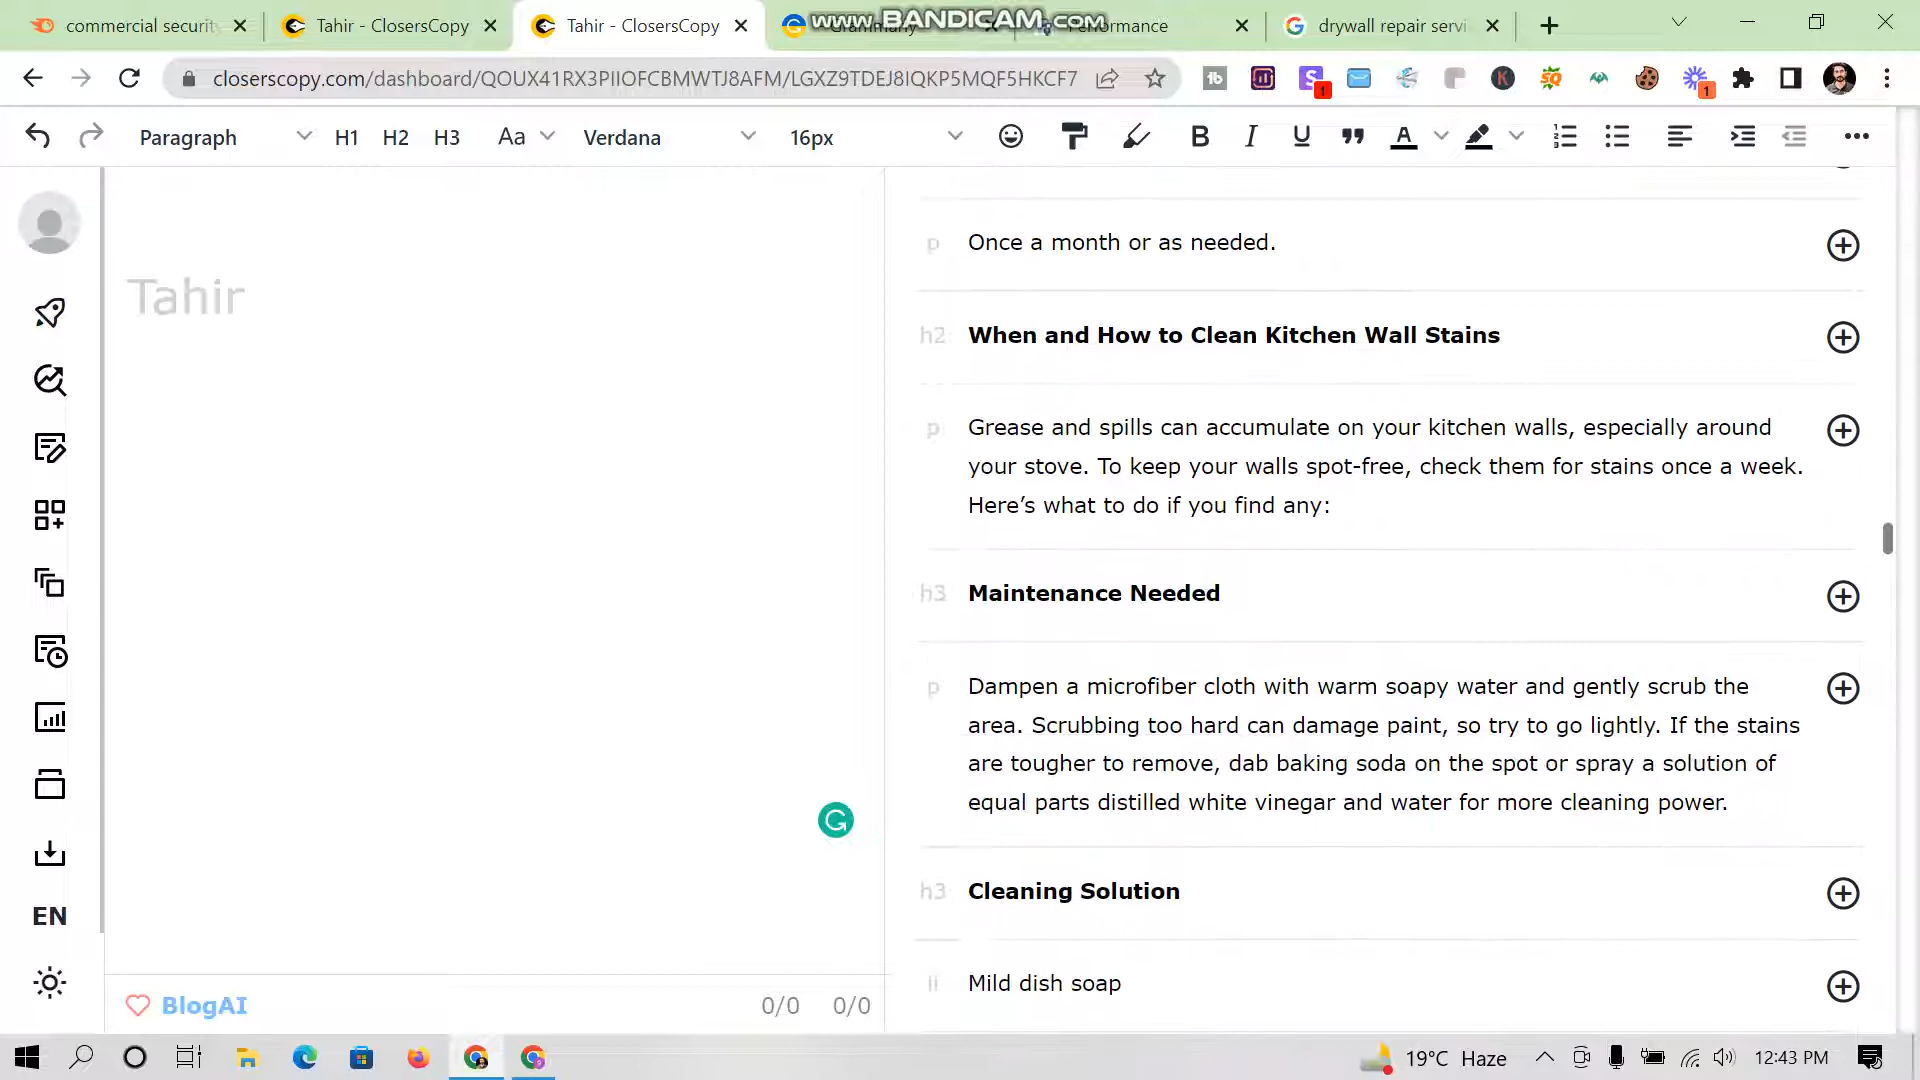 commercial securit
Tahir - ClosersCopy
Tahir - ClosersCopy
Grammarly
www.BANDICAM.com
Performance
drywall repair servi
closerscopy.com/dashboard/QOUX41RX3PIIOFCBMWTJ8AFM/LGXZ9TDEJ8IQKP5MQF5HKCF7
Paragraph
H1
H2
H3
Aa
Verdana
16px
B
I
U
A
Tahir
p
Once a month or as needed.
h2
When and How to Clean Kitchen Wall Stains
p
Grease and spills can accumulate on your kitchen walls, especially around
your stove. To keep your walls spot-free, check them for stains once a week.
Here’s what to do if you find any:
h3
Maintenance Needed
p
Dampen a microfiber cloth with warm soapy water and gently scrub the
area. Scrubbing too hard can damage paint, so try to go lightly. If the stains
are tougher to remove, dab baking soda on the spot or spray a solution of
equal parts distilled white vinegar and water for more cleaning power.
h3
Cleaning Solution
li
Mild dish soap
EN
BlogAI
0/0
0/0
19°C Haze
12:43 PM